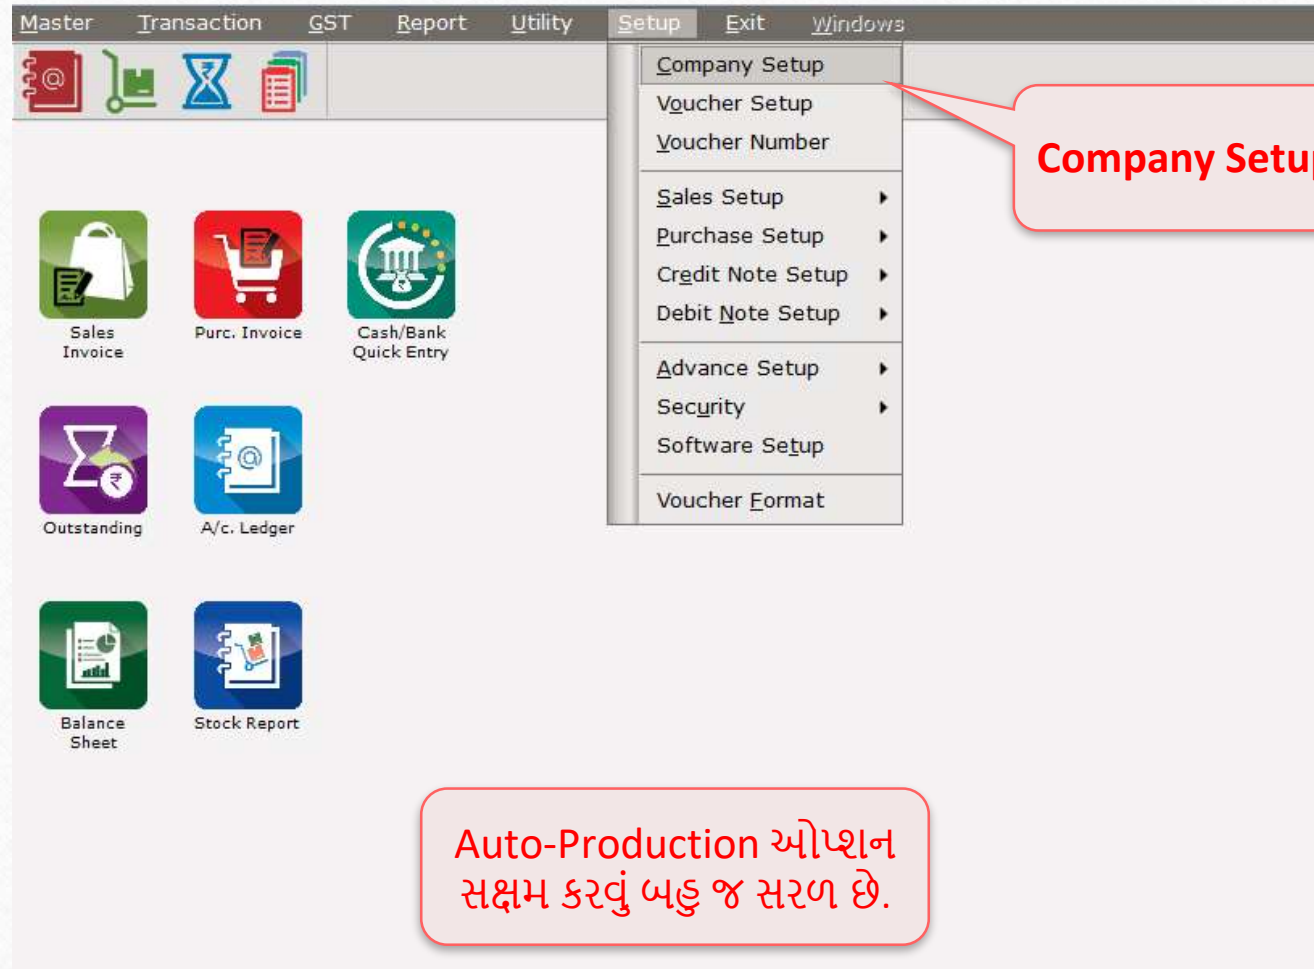 Master Transaction GST Report Utility Setup Exit Windows
Company Setup
Voucher Setup
Voucher Number
Sales Setup
Purchase Setup
Credit Note Setup
Debit Note Setup
Advance Setup
Security
Software Setup
Voucher Format
Company Setu
Sales
Invoice
Purc. Invoice
Cash/Bank
Quick Entry
Outstanding
A/c. Ledger
Balance
Sheet
Stock Report
Auto-Production ઓપ્શન
સક્ષમ કરવું બહુ જ સરળ છે.